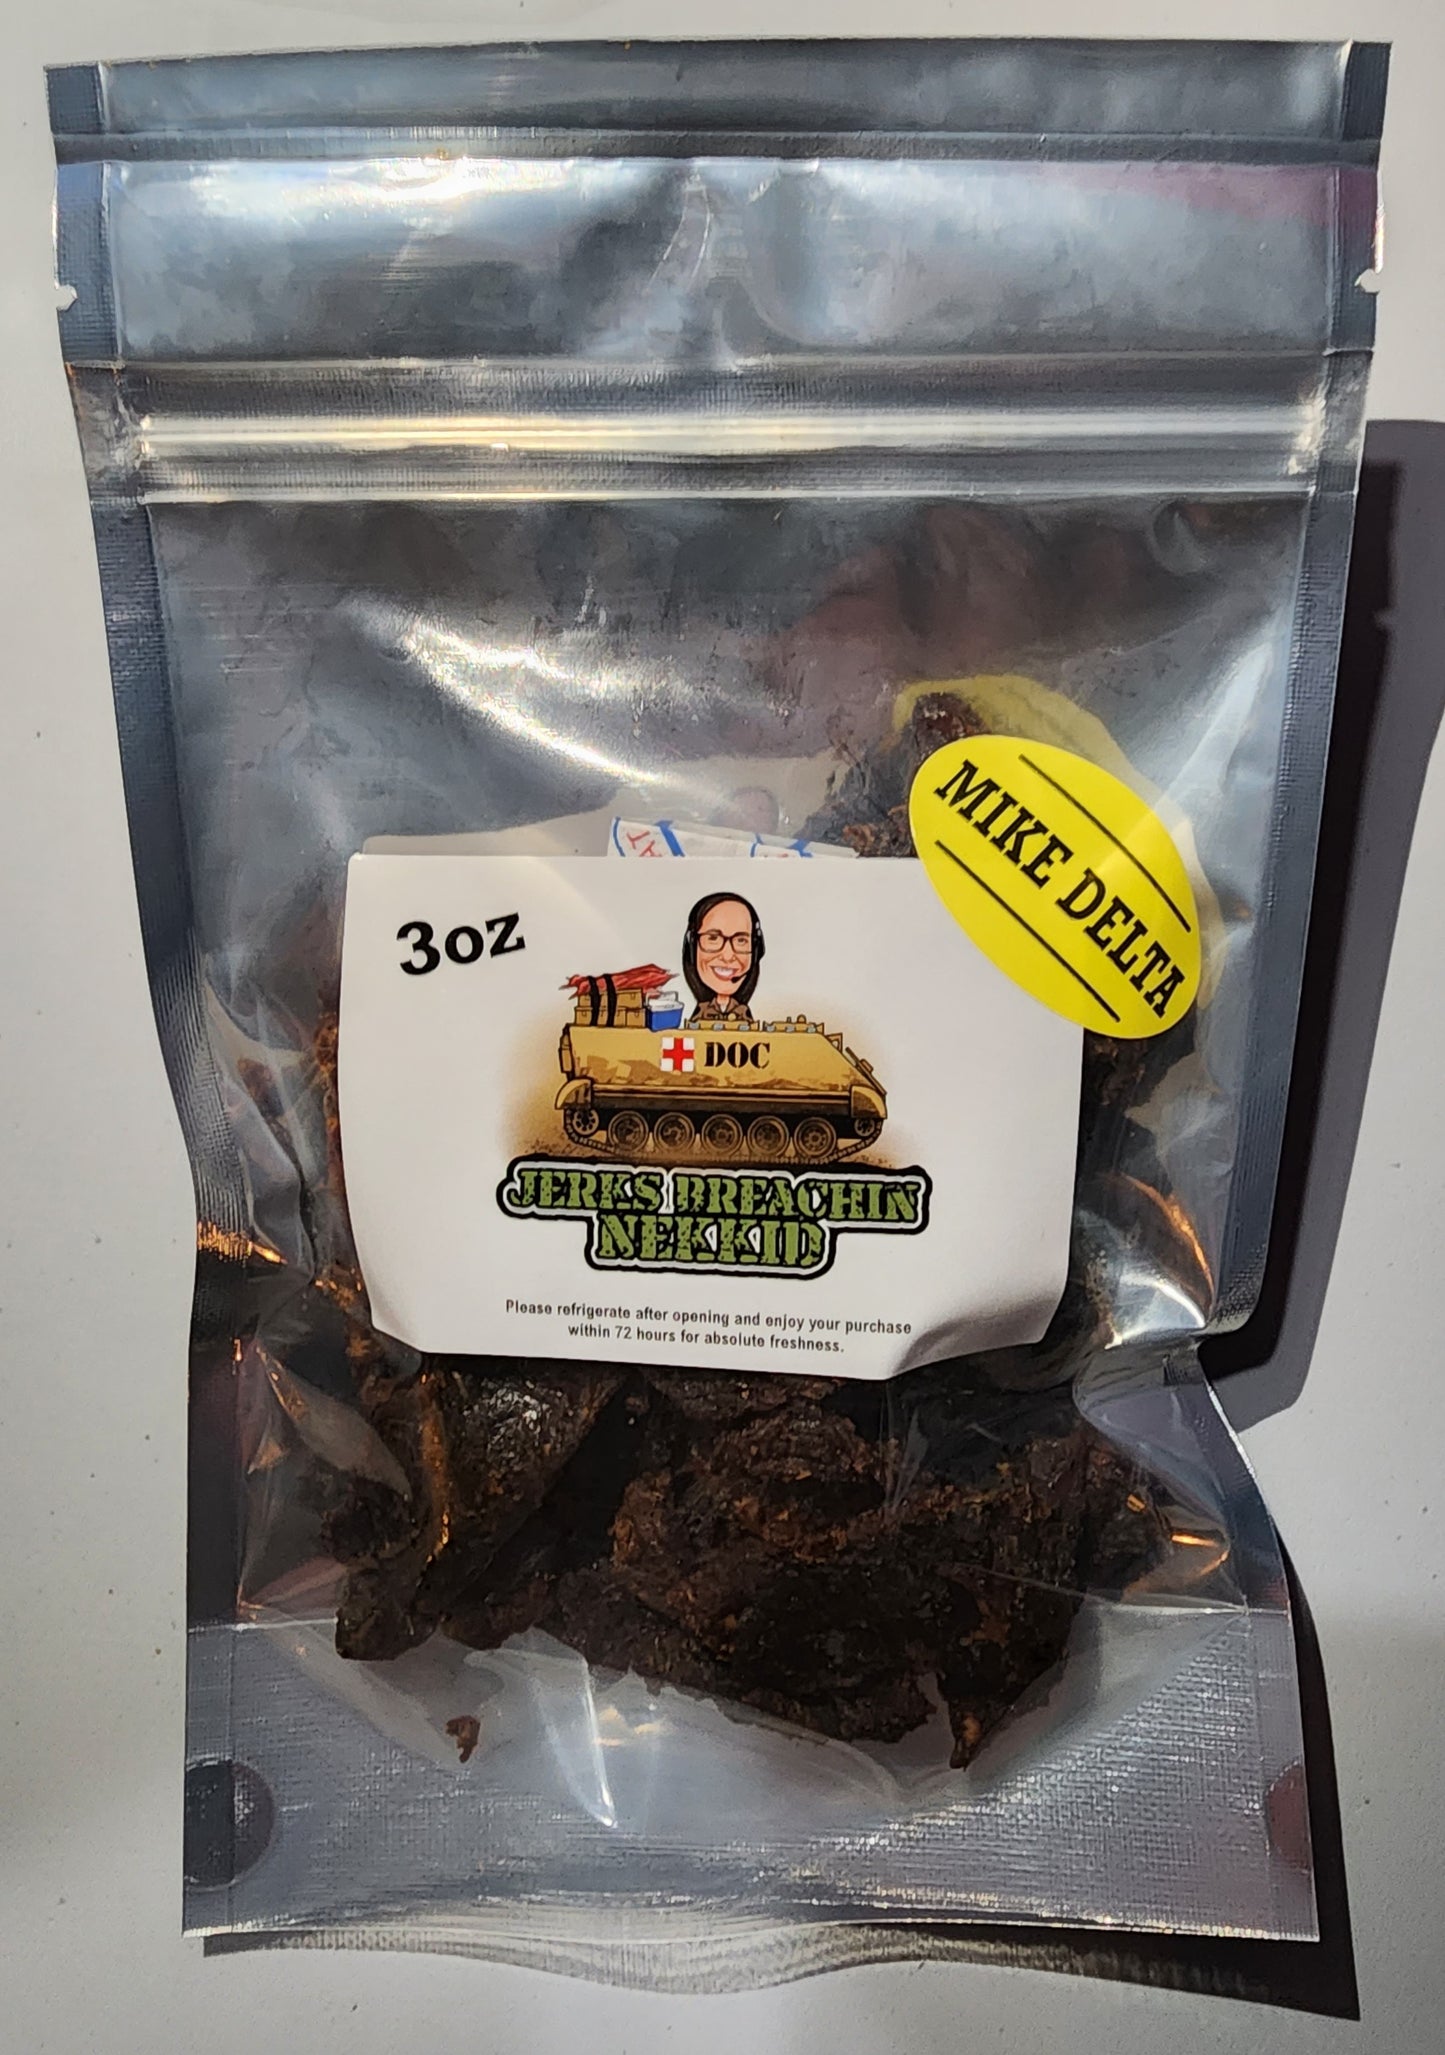 MIKE DELTA
3oz
DOC
JERKS BREACHIN
NEKKID
Please refrigerate after opening and enjoy your purchase
within 72 hours for absolute freshness.